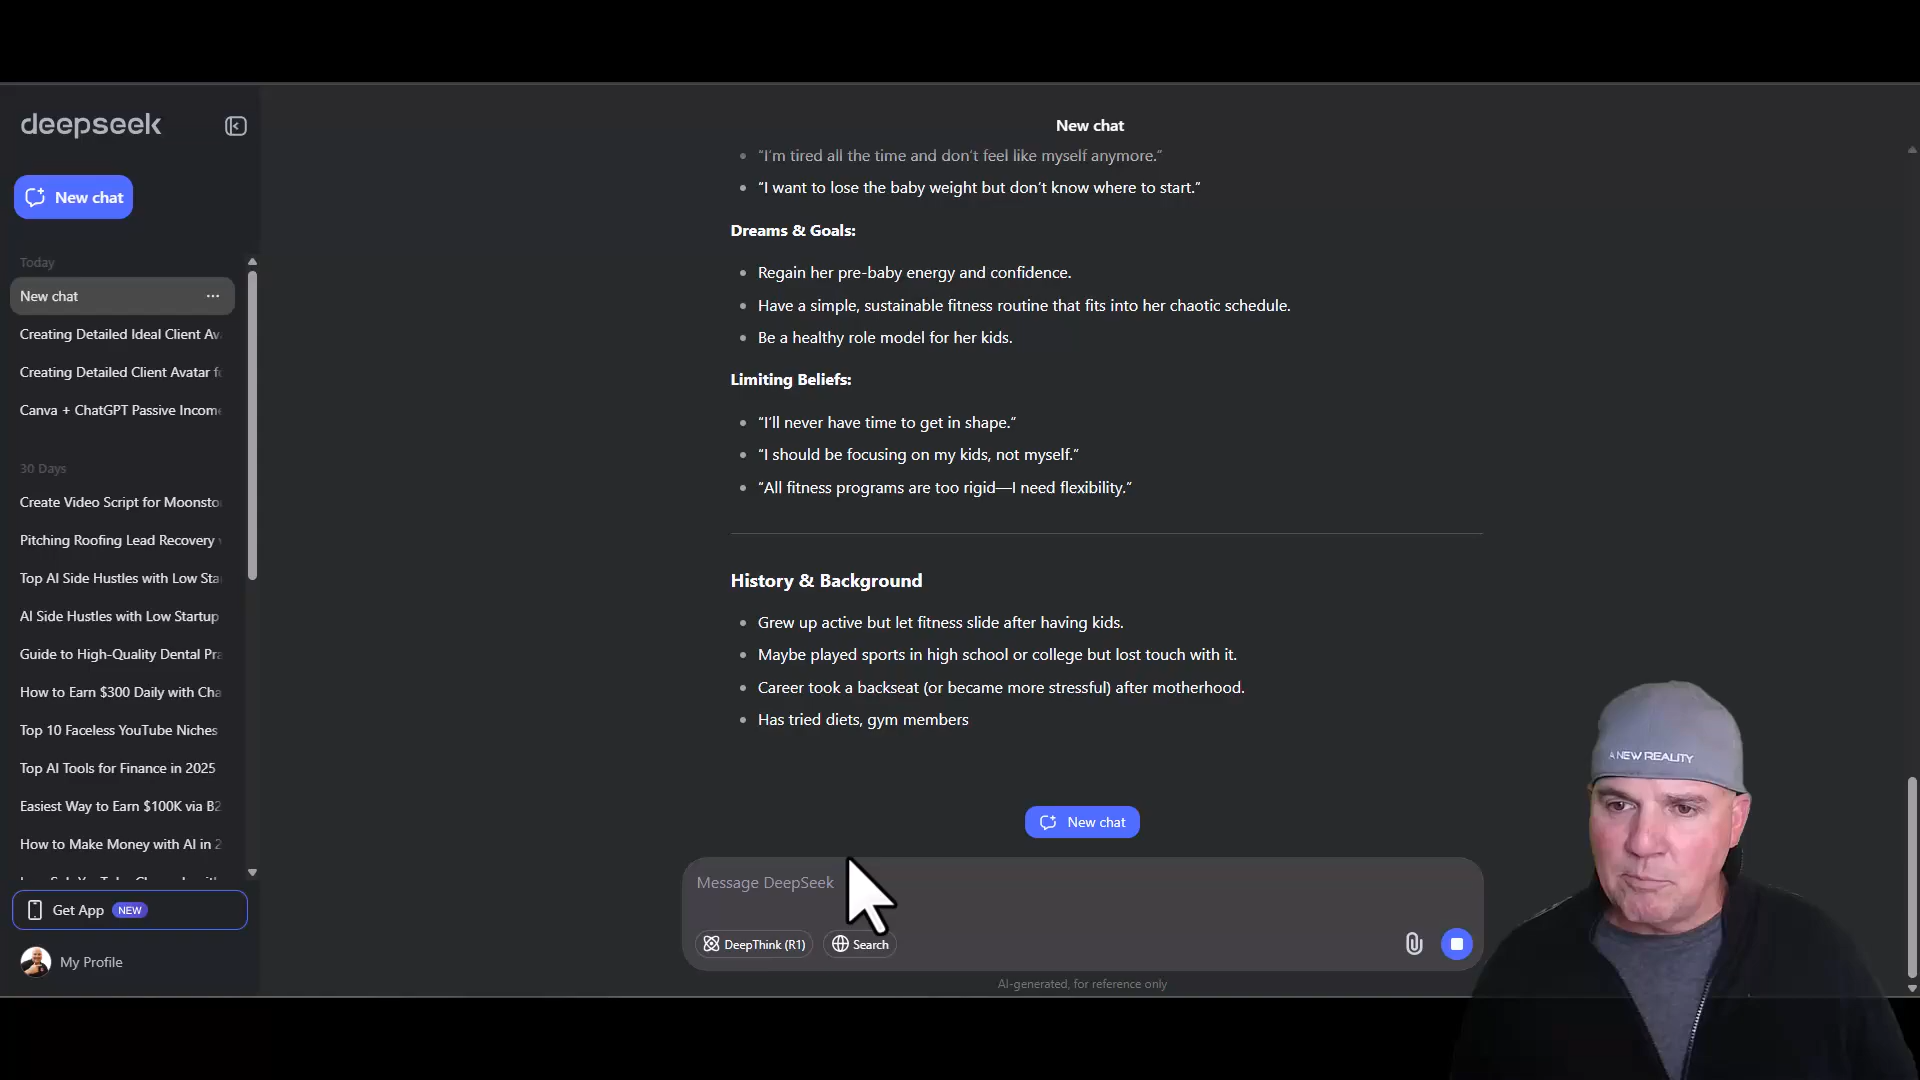 deepseek
New chat
Today
New chat
Creating Detailed Ideal Client Av
Creating Detailed Client Avatar fo
Canva + ChatGPT Passive Income
30 Days
Create Video Script for Moonsto
Pitching Roofing Lead Recovery
Top AI Side Hustles with Low Sta
AI Side Hustles with Low Startup
Guide to High-Quality Dental Pra
How to Earn $300 Daily with Cha
Top 10 Faceless YouTube Niches
Top AI Tools for Finance in 2025
Easiest Way to Earn $100K via B2
How to Make Money with AI in 2
Get App NEW
My Profile
New chat
“I’m tired all the time and don’t feel like myself anymore.”
“I want to lose the baby weight but don’t know where to start.”
Dreams & Goals:
Regain her pre-baby energy and confidence.
Have a simple, sustainable fitness routine that fits into her chaotic schedule.
Be a healthy role model for her kids.
Limiting Beliefs:
“I’ll never have time to get in shape.”
“I should be focusing on my kids, not myself.”
“All fitness programs are too rigid—I need flexibility.”
History & Background
Grew up active but let fitness slide after having kids.
Maybe played sports in high school or college but lost touch with it.
Career took a backseat (or became more stressful) after motherhood.
Has tried diets, gym members
New chat
Message DeepSeek
DeepThink (R1) Search
AI-generated, for reference only
A NEW REALITY